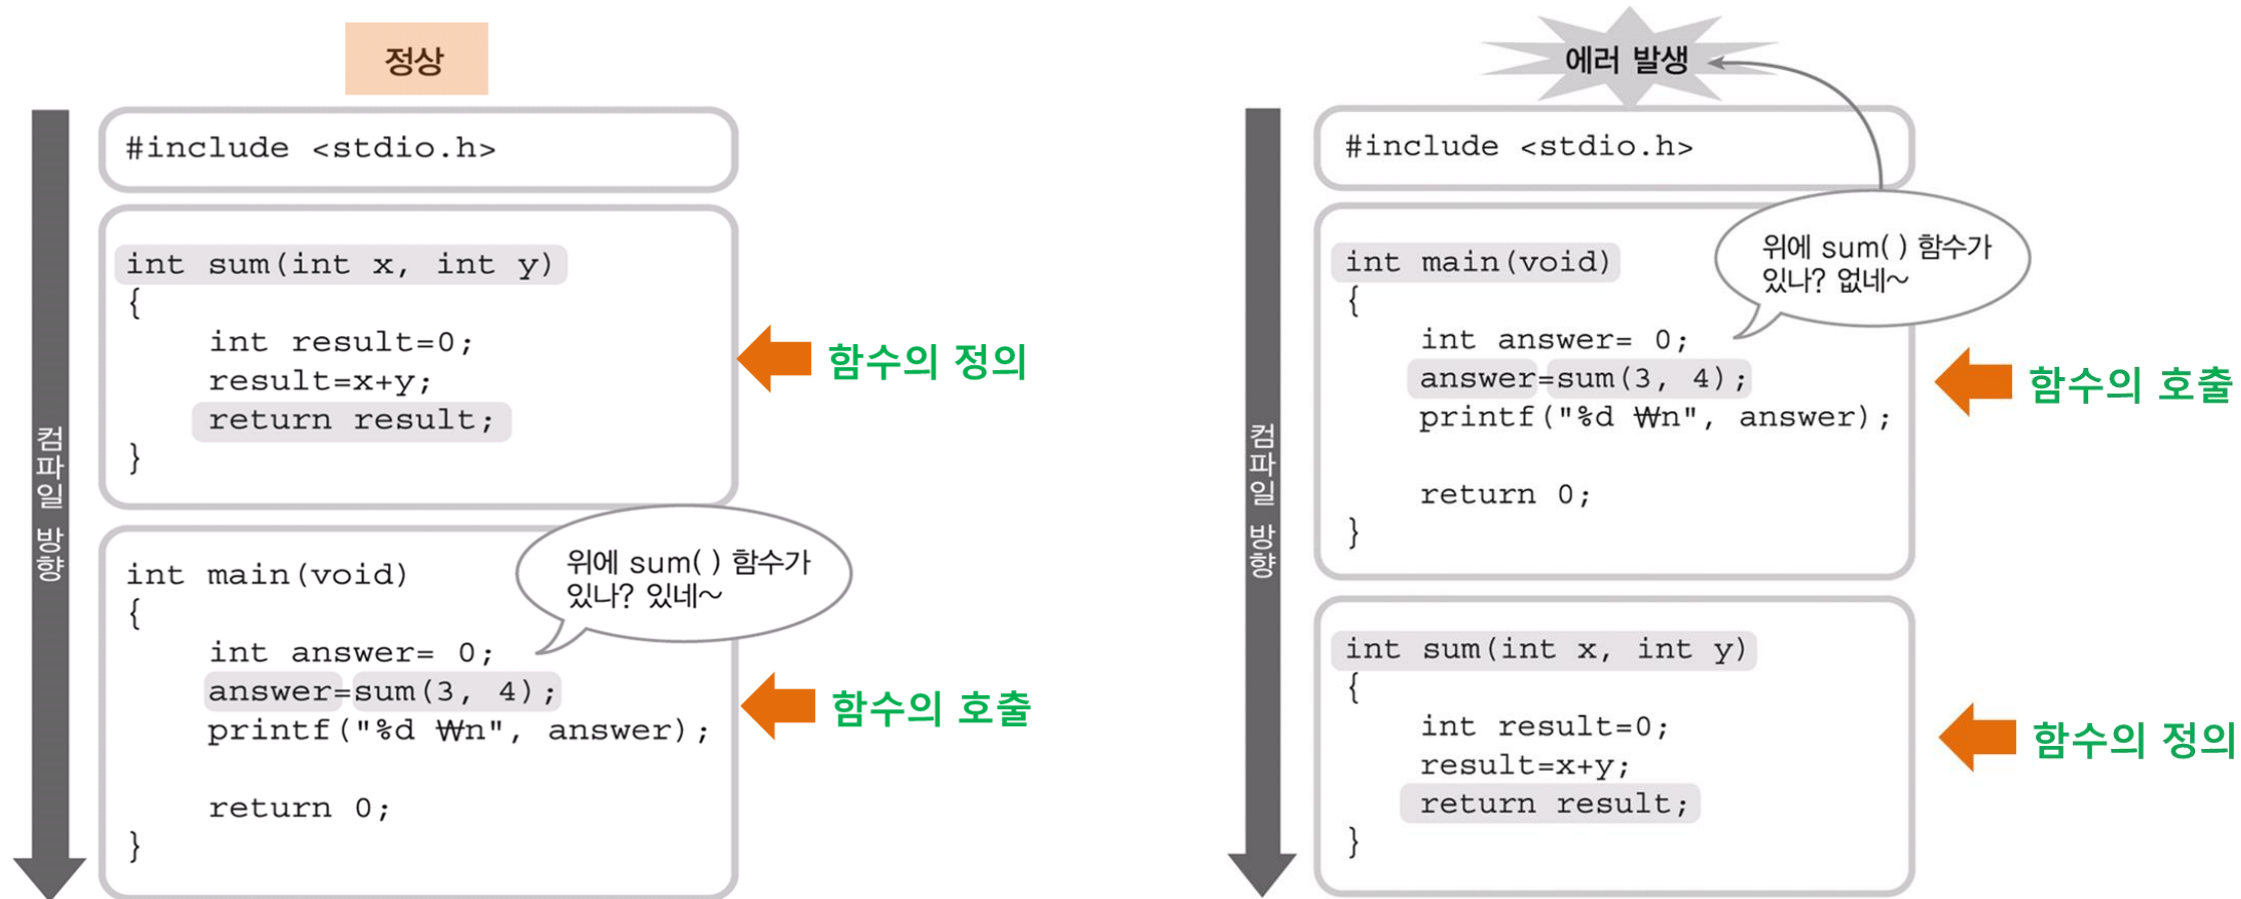 정상
컴파일 방향
#include <stdio.h>
int sum(int x, int y)
{
int result=0;
result=x+y;
return result;
}
함수의 정의
int main(void)
{
위에 sum( ) 함수가
있나? 있네~
int answer= 0;
answer=sum(3, 4);
printf("%d ₩n", answer);
return 0;
}
함수의 호출
에러 발생
컴파일 방향
#include <stdio.h>
int main(void)
{
위에 sum( ) 함수가
있나? 없네~
int answer= 0;
answer=sum(3, 4);
printf("%d ₩n", answer);
return 0;
}
함수의 호출
int sum(int x, int y)
{
int result=0;
result=x+y;
return result;
}
함수의 정의